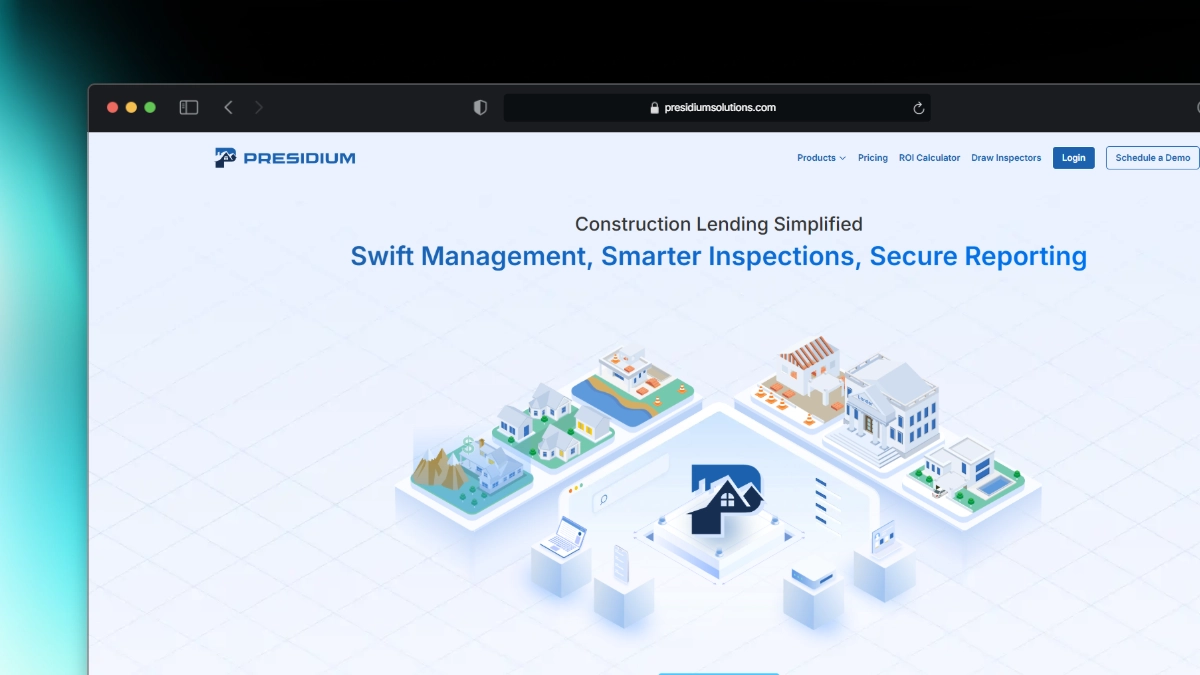 presidiumsolutions.com
PRESIDIUM
Products Pricing ROI Calculator Draw Inspectors Login Schedule a Demo
Construction Lending Simplified
Swift Management, Smarter Inspections, Secure Reporting